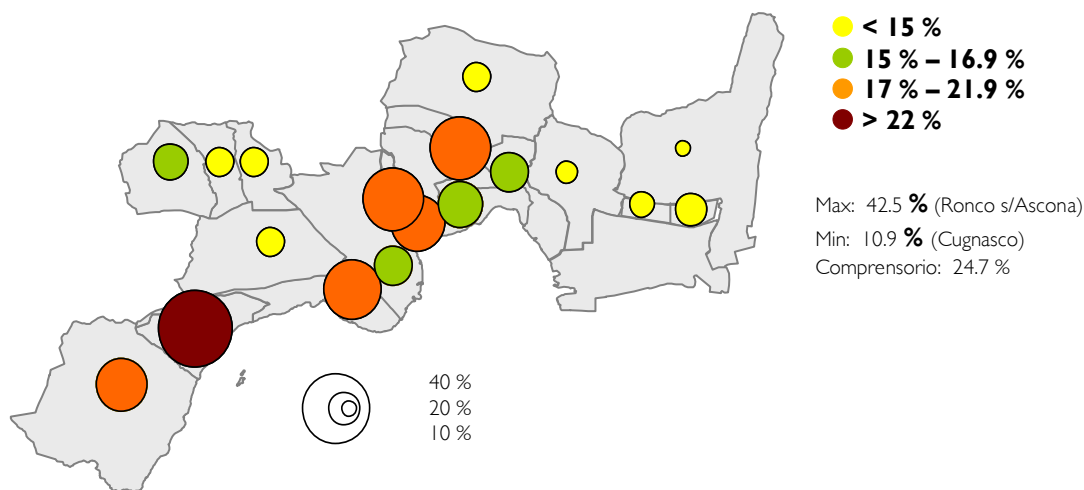 < 15 %
15 % – 16.9 %
17 % – 21.9 %
> 22 %
Max: 42.5 % (Ronco s/Ascona)
Min: 10.9 % (Cugnasco)
Comprensorio: 24.7 %
40 %
20 %
10 %